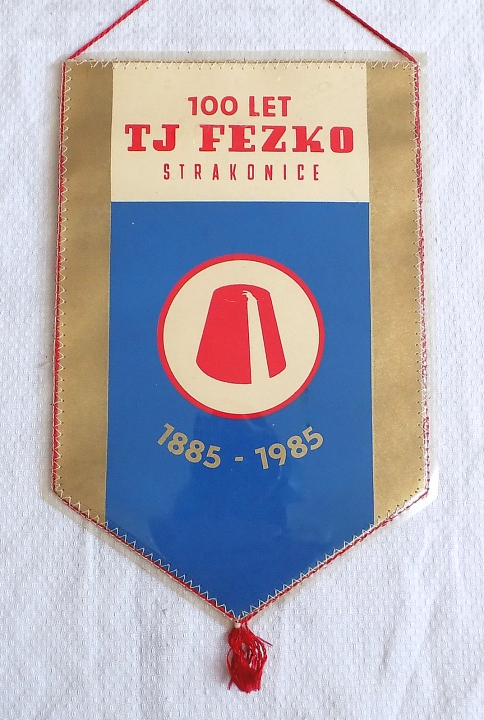 100 LET
TJ FEZKO
STRAKONICE
1885 - 1985